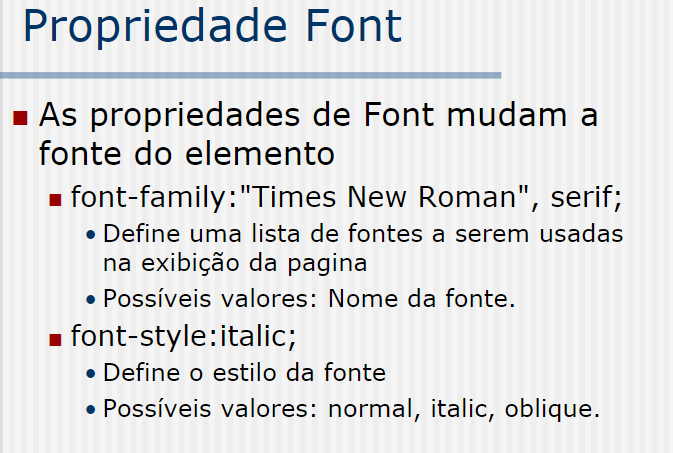 Propriedade Font
As propriedades de Font mudam a
fonte do elemento
font-family:"Times New Roman", serif;
Define uma lista de fontes a serem usadas
na exibição da pagina
Possíveis valores: Nome da fonte.
font-style:italic;
Define o estilo da fonte
Possíveis valores: normal, italic, oblique.